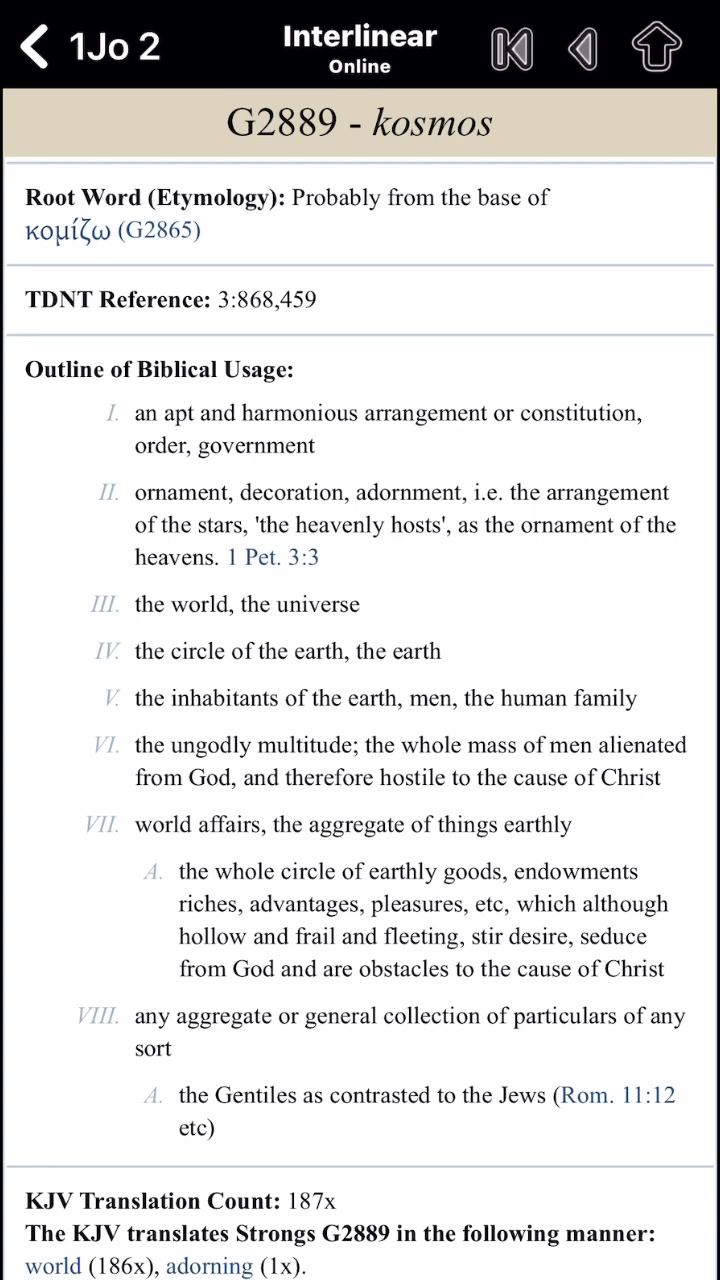 1Jo 2
Interlinear
Online
G2889 - kosmos
Root Word (Etymology): Probably from the base of
κομίζω (G2865)
TDNT Reference: 3:868,459
Outline of Biblical Usage:
I. an apt and harmonious arrangement or constitution,
order, government
II. ornament, decoration, adornment, i.e. the arrangement
of the stars, 'the heavenly hosts', as the ornament of the
heavens. 1 Pet. 3:3
III. the world, the universe
IV. the circle of the earth, the earth
V. the inhabitants of the earth, men, the human family
VI. the ungodly multitude; the whole mass of men alienated
from God, and therefore hostile to the cause of Christ
VII. world affairs, the aggregate of things earthly
A. the whole circle of earthly goods, endowments
riches, advantages, pleasures, etc, which although
hollow and frail and fleeting, stir desire, seduce
from God and are obstacles to the cause of Christ
VIII. any aggregate or general collection of particulars of any
sort
A. the Gentiles as contrasted to the Jews (Rom. 11:12
etc)
KJV Translation Count: 187x
The KJV translates Strongs G2889 in the following manner:
world (186x), adorning (1x).